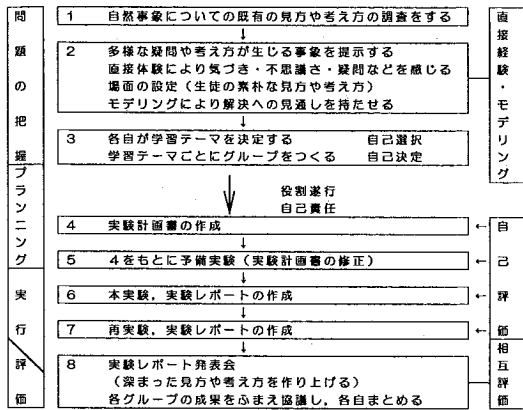 問題の把握
プランニング
実行
評価
1 自然事象についての既有の見方や考え方の調査をする
↓
2 多様な疑問や考え方が生じる事象を提示する
直接体験により気づき・不思議さ・疑問などを感じる
場面の設定（生徒の素朴な見方や考え）
モデリングにより解決への見通しを持たせる
↓
3 各自が学習テーマを決定する 自己選択
学習テーマごとにグループをつくる 自己決定
役割遂行
自己責任
4 実験計画書の作成 ←
↓
5 4をもとに予備実験（実験計画書の修正） ←
↓
6 本実験，実験レポートの作成 ←
↓
7 再実験，実験レポートの作成 ←
↓
8 実験レポート発表会
（深まった見方や考え方を作り上げる）
各グループの成果をふまえ協議し，各自まとめる
直接経験・モデリング
自己評価
相互評価